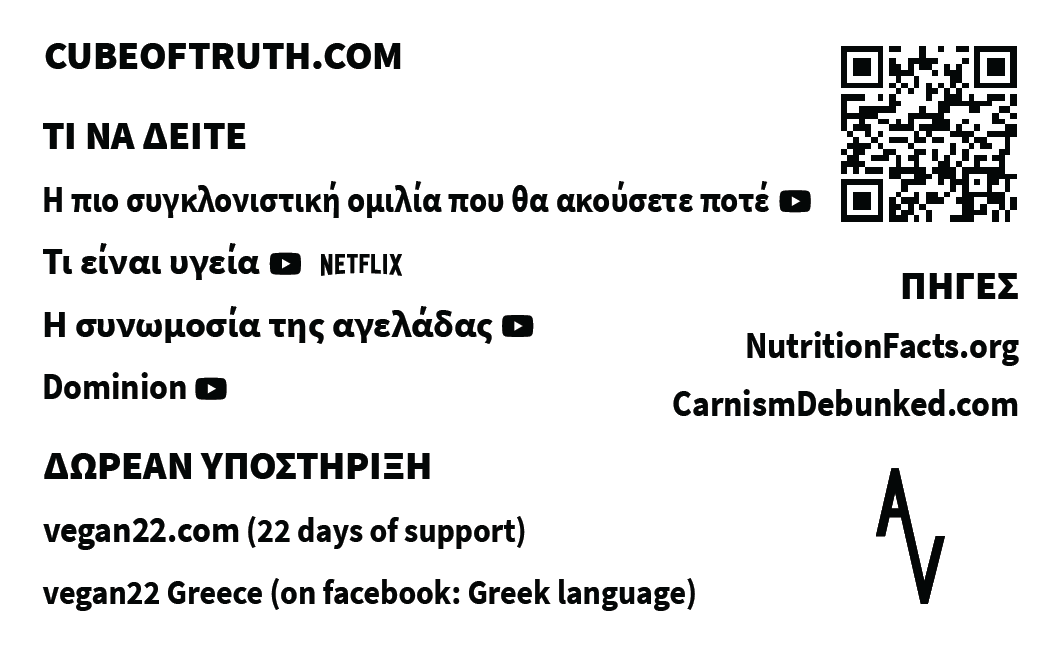 CUBEOFTRUTH.COM
ΤΙ ΝΑ ΔΕΙΤΕ
Η πιο συγκλονιστική ομιλία που θα ακούσετε ποτέ
Τι είναι υγεία NETFLIX
Η συνωμοσία της αγελάδας
Dominion
ΔΩΡΕΑΝ ΥΠΟΣΤΗΡΙΞΗ
vegan22.com (22 days of support)
vegan22 Greece (on facebook: Greek language)
ΠΗΓΕΣ
NutritionFacts.org
CarnismDebunked.com
AV